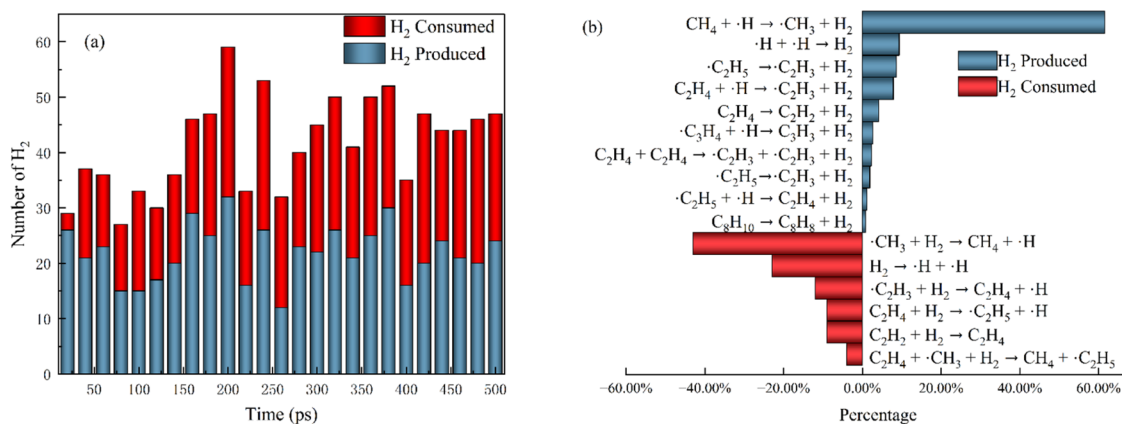 (a)
H₂ Consumed
H₂ Produced
Number of H₂
60
50
40
30
20
10
0
50 100 150 200 250 300 350 400 450 500
Time (ps)
(b)
CH₄ + ·H → ·CH₃ + H₂
·H + ·H → H₂
·C₂H₅ → ·C₂H₃ + H₂
C₂H₄ + ·H → ·C₂H₃ + H₂
C₂H₄ → C₂H₂ + H₂
·C₃H₄ + ·H → C₃H₃ + H₂
C₂H₄ + C₂H₄ → ·C₂H₃ + ·C₂H₃ + H₂
·C₂H₅ → ·C₂H₃ + H₂
·C₂H₅ + ·H → C₂H₄ + H₂
C₈H₁₀ → C₈H₈ + H₂
H₂ Produced
H₂ Consumed
·CH₃ + H₂ → CH₄ + ·H
H₂ → ·H + ·H
·C₂H₃ + H₂ → C₂H₄ + ·H
C₂H₄ + H₂ → ·C₂H₅ + ·H
C₂H₂ + H₂ → C₂H₄
C₂H₄ + ·CH₃ + H₂ → CH₄ + ·C₂H₅
−60.00% −40.00% −20.00% 0.00% 20.00% 40.00% 60.00%
Percentage